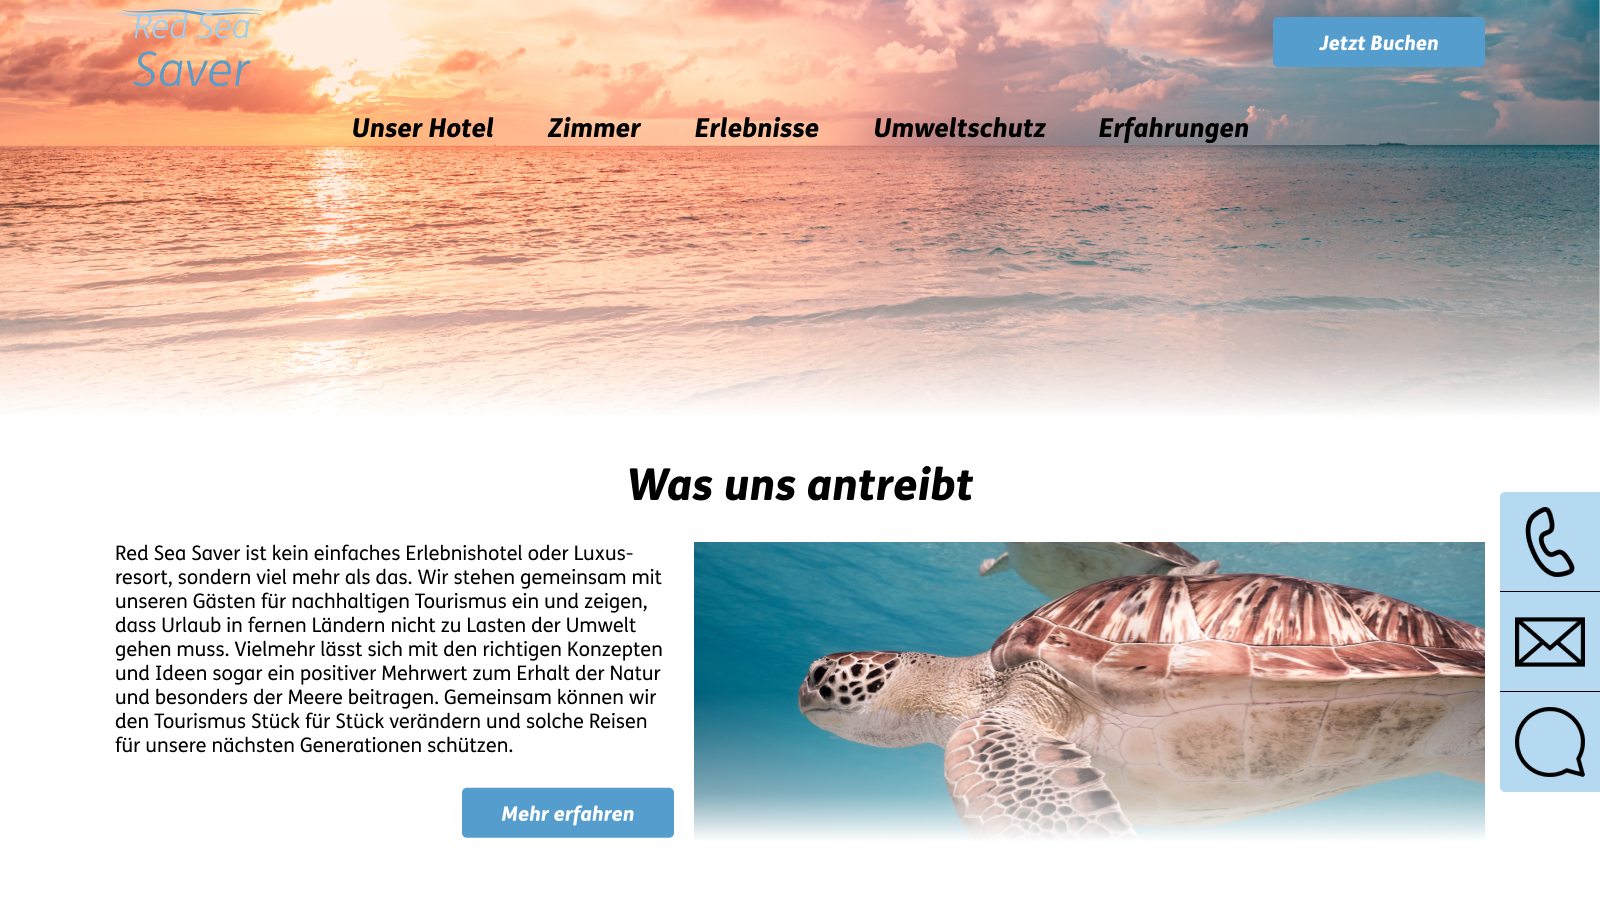 Red Sea
Saver
Jetzt Buchen
Unser Hotel Zimmer Erlebnisse Umweltschutz Erfahrungen
Was uns antreibt
Red Sea Saver ist kein einfaches Erlebnishotel oder Luxus-
resort, sondern viel mehr als das. Wir stehen gemeinsam mit
unseren Gästen für nachhaltigen Tourismus ein und zeigen,
dass Urlaub in fernen Ländern nicht zu Lasten der Umwelt
gehen muss. Vielmehr lässt sich mit den richtigen Konzepten
und Ideen sogar ein positiver Mehrwert zum Erhalt der Natur
und besonders der Meere beitragen. Gemeinsam können wir
den Tourismus Stück für Stück verändern und solche Reisen
für unsere nächsten Generationen schützen.
Mehr erfahren